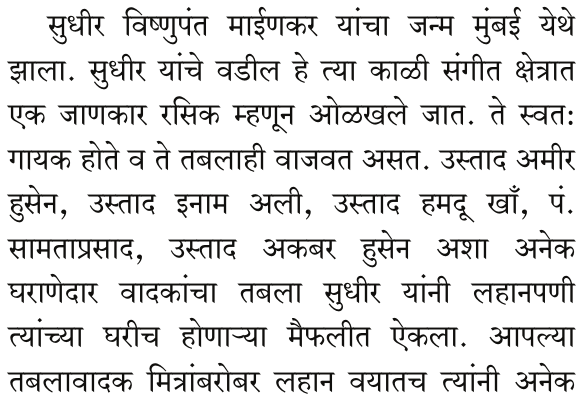 सुधीर विष्णुपंत माईणकर यांचा जन्म मुंबई येथे
झाला. सुधीर यांचे वडील हे त्या काळी संगीत क्षेत्रात
एक जाणकार रसिक म्हणून ओळखले जात. ते स्वत:
गायक होते व ते तबलाही वाजवत असत. उस्ताद अमीर
हुसेन, उस्ताद इनाम अली, उस्ताद हमदू खाँ, पं.
सामताप्रसाद, उस्ताद अकबर हुसेन अशा अनेक
घराणेदार वादकांचा तबला सुधीर यांनी लहानपणी
त्यांच्या घरीच होणाऱ्या मैफलीत ऐकला. आपल्या
तबलावादक मित्रांबरोबर लहान वयातच त्यांनी अनेक